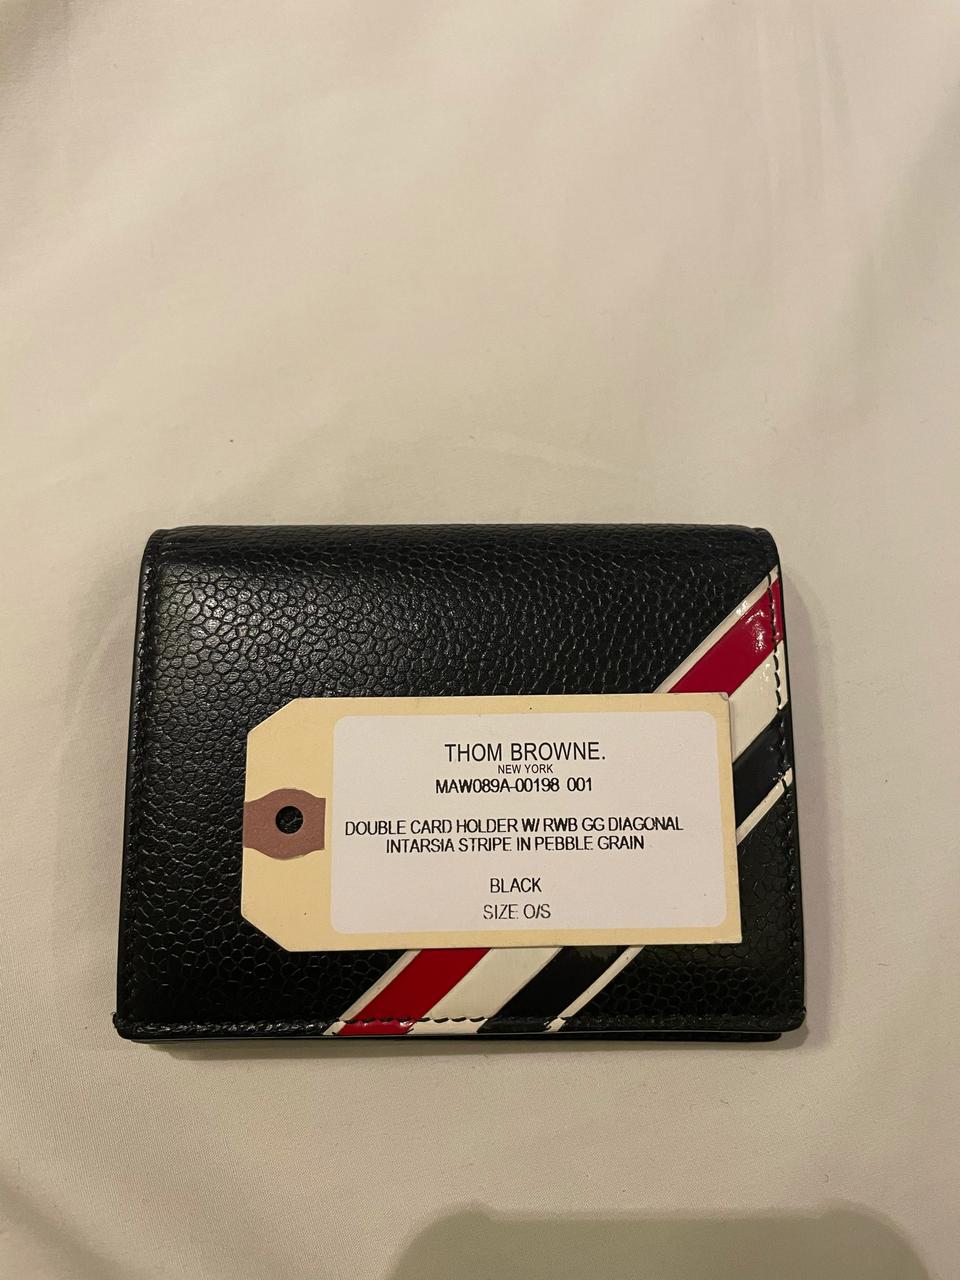 THOM BROWNE.
NEW YORK
MAW089A-00198 001
DOUBLE CARD HOLDER W/ RWB GG DIAGONAL
INTARSIA STRIPE IN PEBBLE GRAIN
BLACK
SIZE O/S